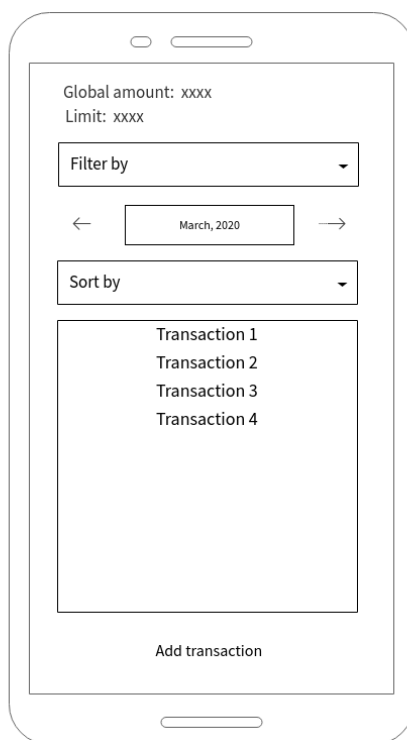 Global amount: xxxx
Limit: xxxx
Filter by
March, 2020
Sort by
Transaction 1
Transaction 2
Transaction 3
Transaction 4
Add transaction